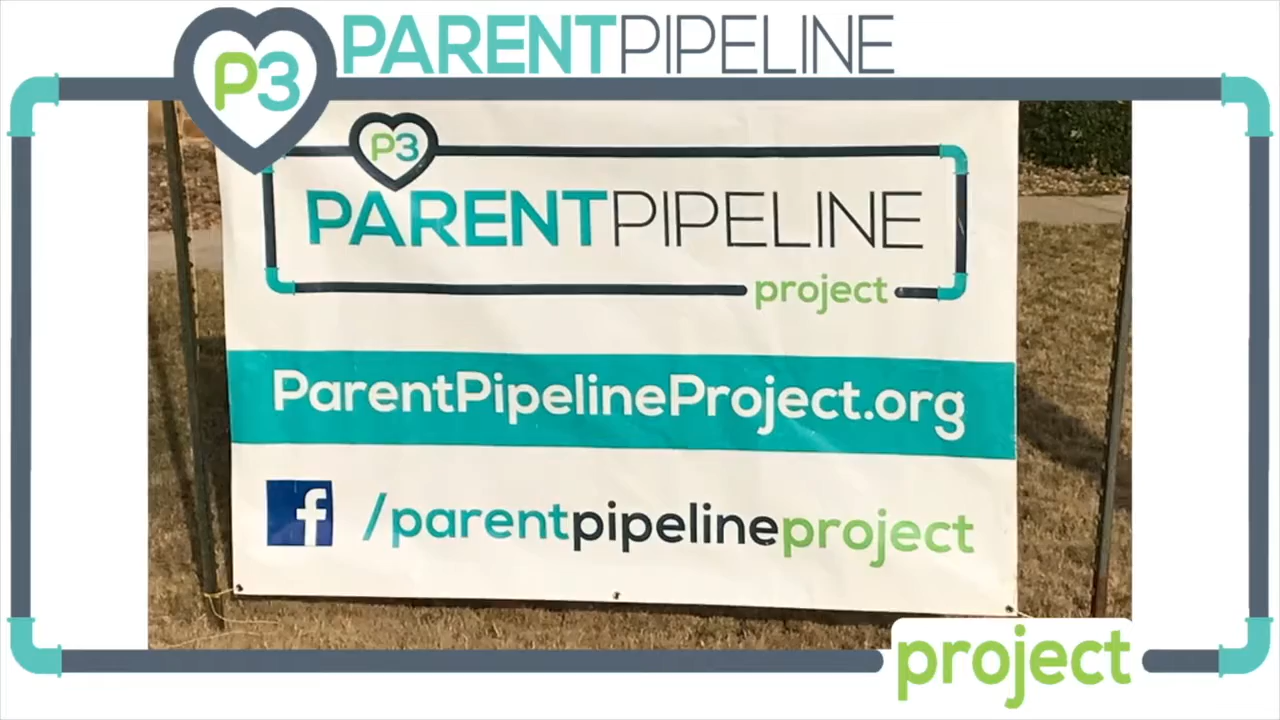 P3 PARENTPIPELINE
P3
PARENTPIPELINE
project
ParentPipelineProject.org
f /parentpipelineproject
project